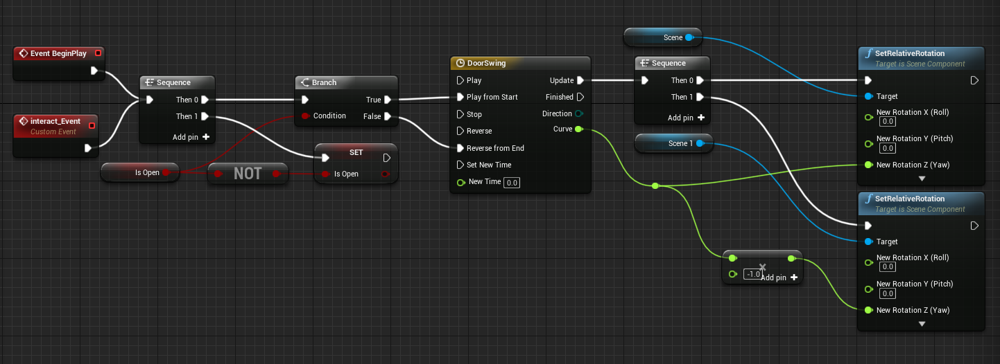 Event BeginPlay
interact_Event
Custom Event
Sequence
Then 0
Then 1
Add pin
Is Open
NOT
Branch
True
Condition
False
SET
Is Open
DoorSwing
Play
Update
Play from Start
Finished
Stop
Direction
Reverse
Curve
Reverse from End
Set New Time
New Time 0.0
Scene
Sequence
Then 0
Then 1
Add pin
Scene 1
-1.0
Add pin
SetRelativeRotation
Target is Scene Component
Target
New Rotation X (Roll)
0.0
New Rotation Y (Pitch)
0.0
New Rotation Z (Yaw)
SetRelativeRotation
Target is Scene Component
Target
New Rotation X (Roll)
0.0
New Rotation Y (Pitch)
0.0
New Rotation Z (Yaw)